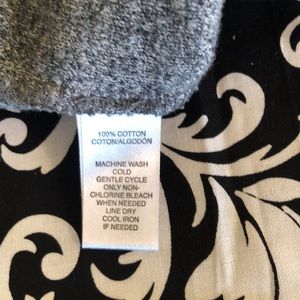 100% COTTON
COTON/ALGODÓN
MACHINE WASH
COLD
GENTLE CYCLE
ONLY NON-
CHLORINE BLEACH
WHEN NEEDED
LINE DRY
COOL IRON
IF NEEDED